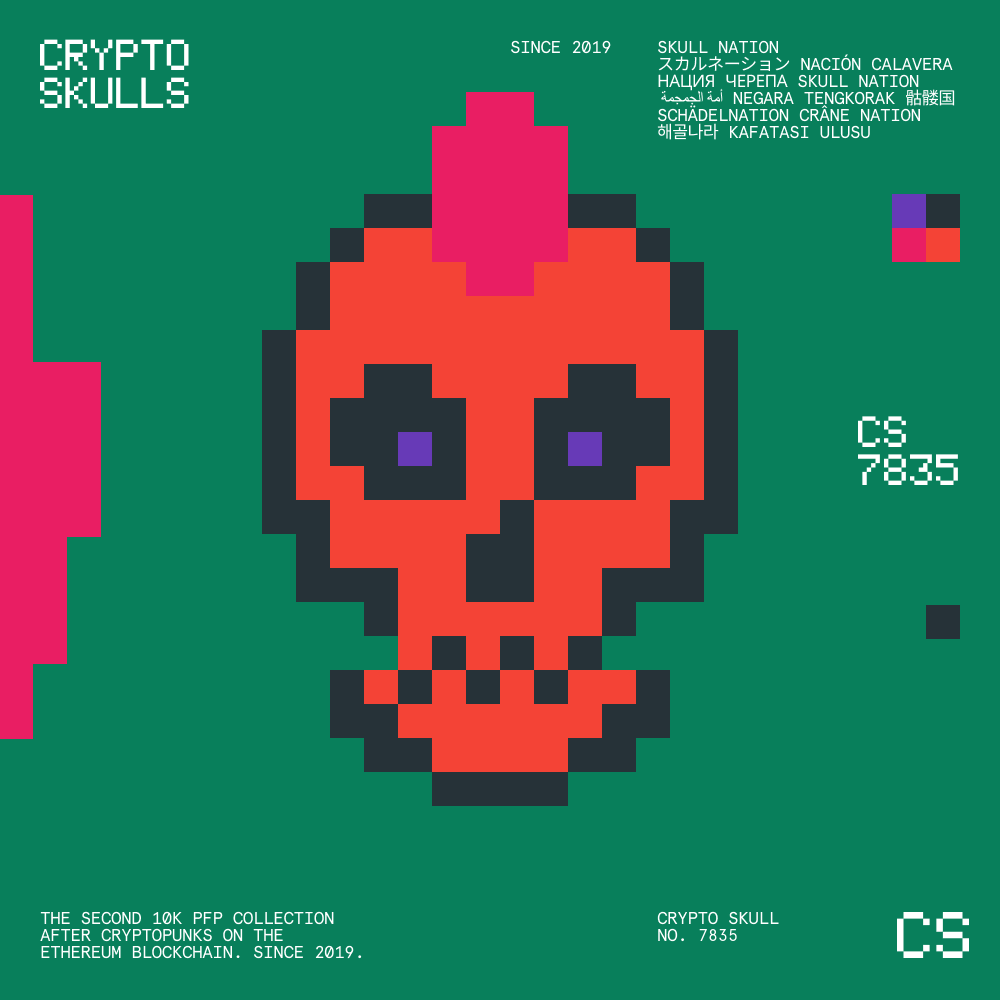 CRYPTO
SKULLS
SINCE 2019
SKULL NATION
スカルネーション NACIÓN CALAVERA
НАЦИЯ ЧЕРЕПА SKULL NATION
أمة الجمجمة NEGARA TENGKORAK 骷髅国
SCHÄDELNATION CRÂNE NATION
해골나라 KAFATASI ULUSU
CS
7835
THE SECOND 10K PFP COLLECTION
AFTER CRYPTOPUNKS ON THE
ETHEREUM BLOCKCHAIN. SINCE 2019.
CRYPTO SKULL
NO. 7835
CS